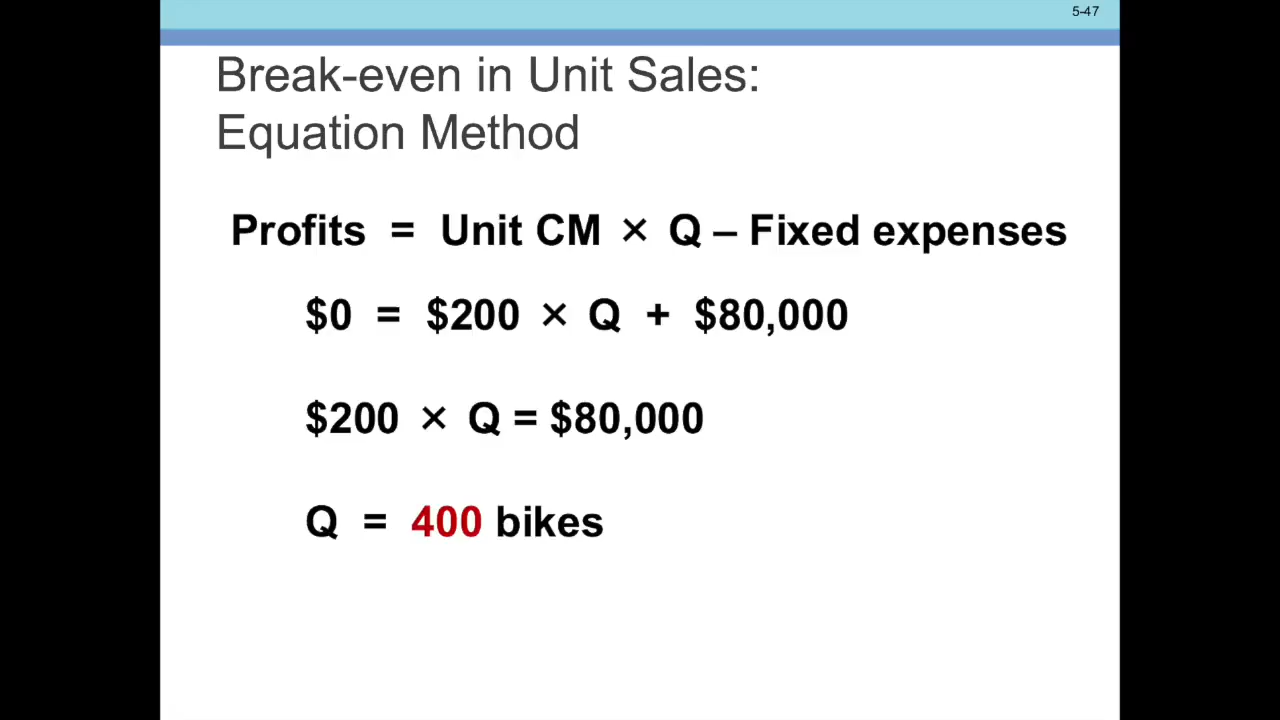 5-47
Break-even in Unit Sales:
Equation Method
Profits = Unit CM × Q – Fixed expenses
$0 = $200 × Q + $80,000
$200 × Q = $80,000
Q = 400 bikes